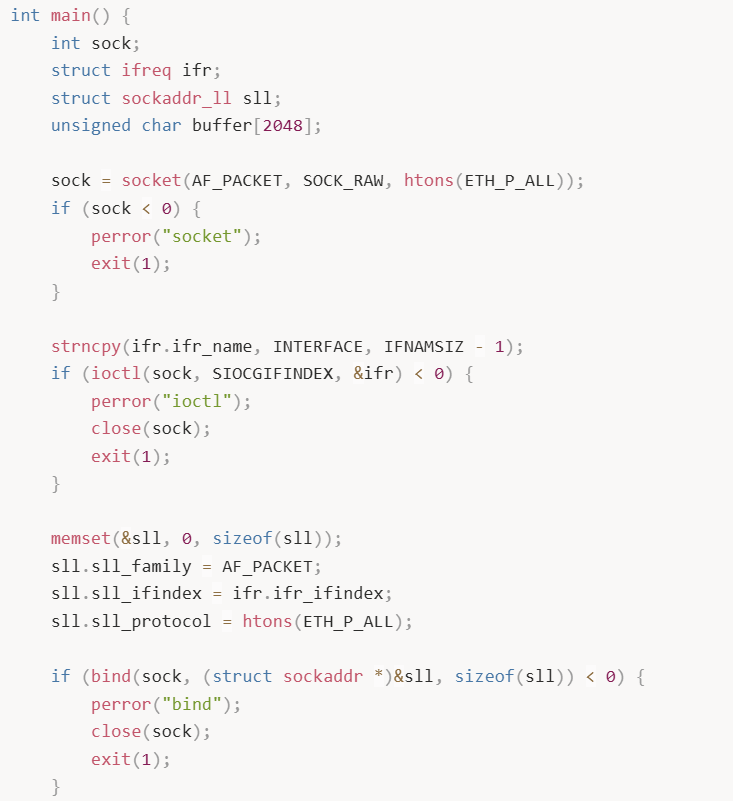 int main() {
    int sock;
    struct ifreq ifr;
    struct sockaddr_ll sll;
    unsigned char buffer[2048];

    sock = socket(AF_PACKET, SOCK_RAW, htons(ETH_P_ALL));
    if (sock < 0) {
        perror("socket");
        exit(1);
    }

    strncpy(ifr.ifr_name, INTERFACE, IFNAMSIZ - 1);
    if (ioctl(sock, SIOCGIFINDEX, &ifr) < 0) {
        perror("ioctl");
        close(sock);
        exit(1);
    }

    memset(&sll, 0, sizeof(sll));
    sll.sll_family = AF_PACKET;
    sll.sll_ifindex = ifr.ifr_ifindex;
    sll.sll_protocol = htons(ETH_P_ALL);

    if (bind(sock, (struct sockaddr *)&sll, sizeof(sll)) < 0) {
        perror("bind");
        close(sock);
        exit(1);
    }